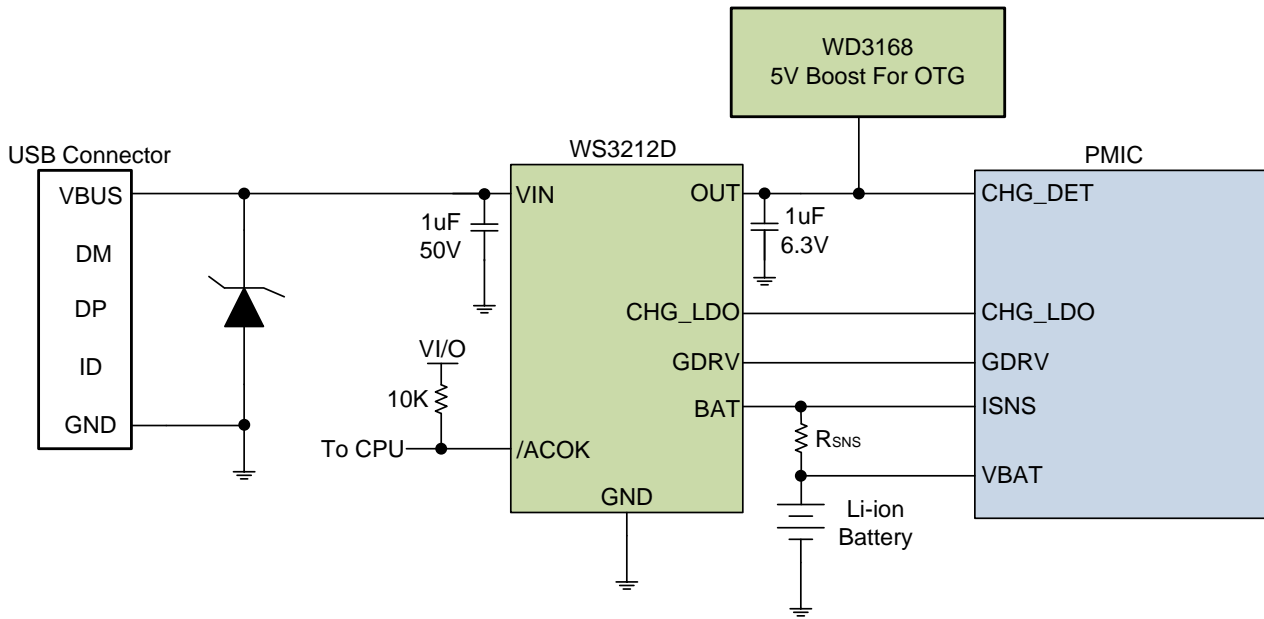 WD3168
5V Boost For OTG
USB Connector
WS3212D
PMIC
VBUS
DM
DP
ID
GND
VIN
OUT
1uF
50V
1uF
6.3V
CHG_DET
CHG_LDO
CHG_LDO
VI/O
GDRV
GDRV
10K
BAT
ISNS
To CPU
/ACOK
RSNS
VBAT
GND
Li-ion
Battery